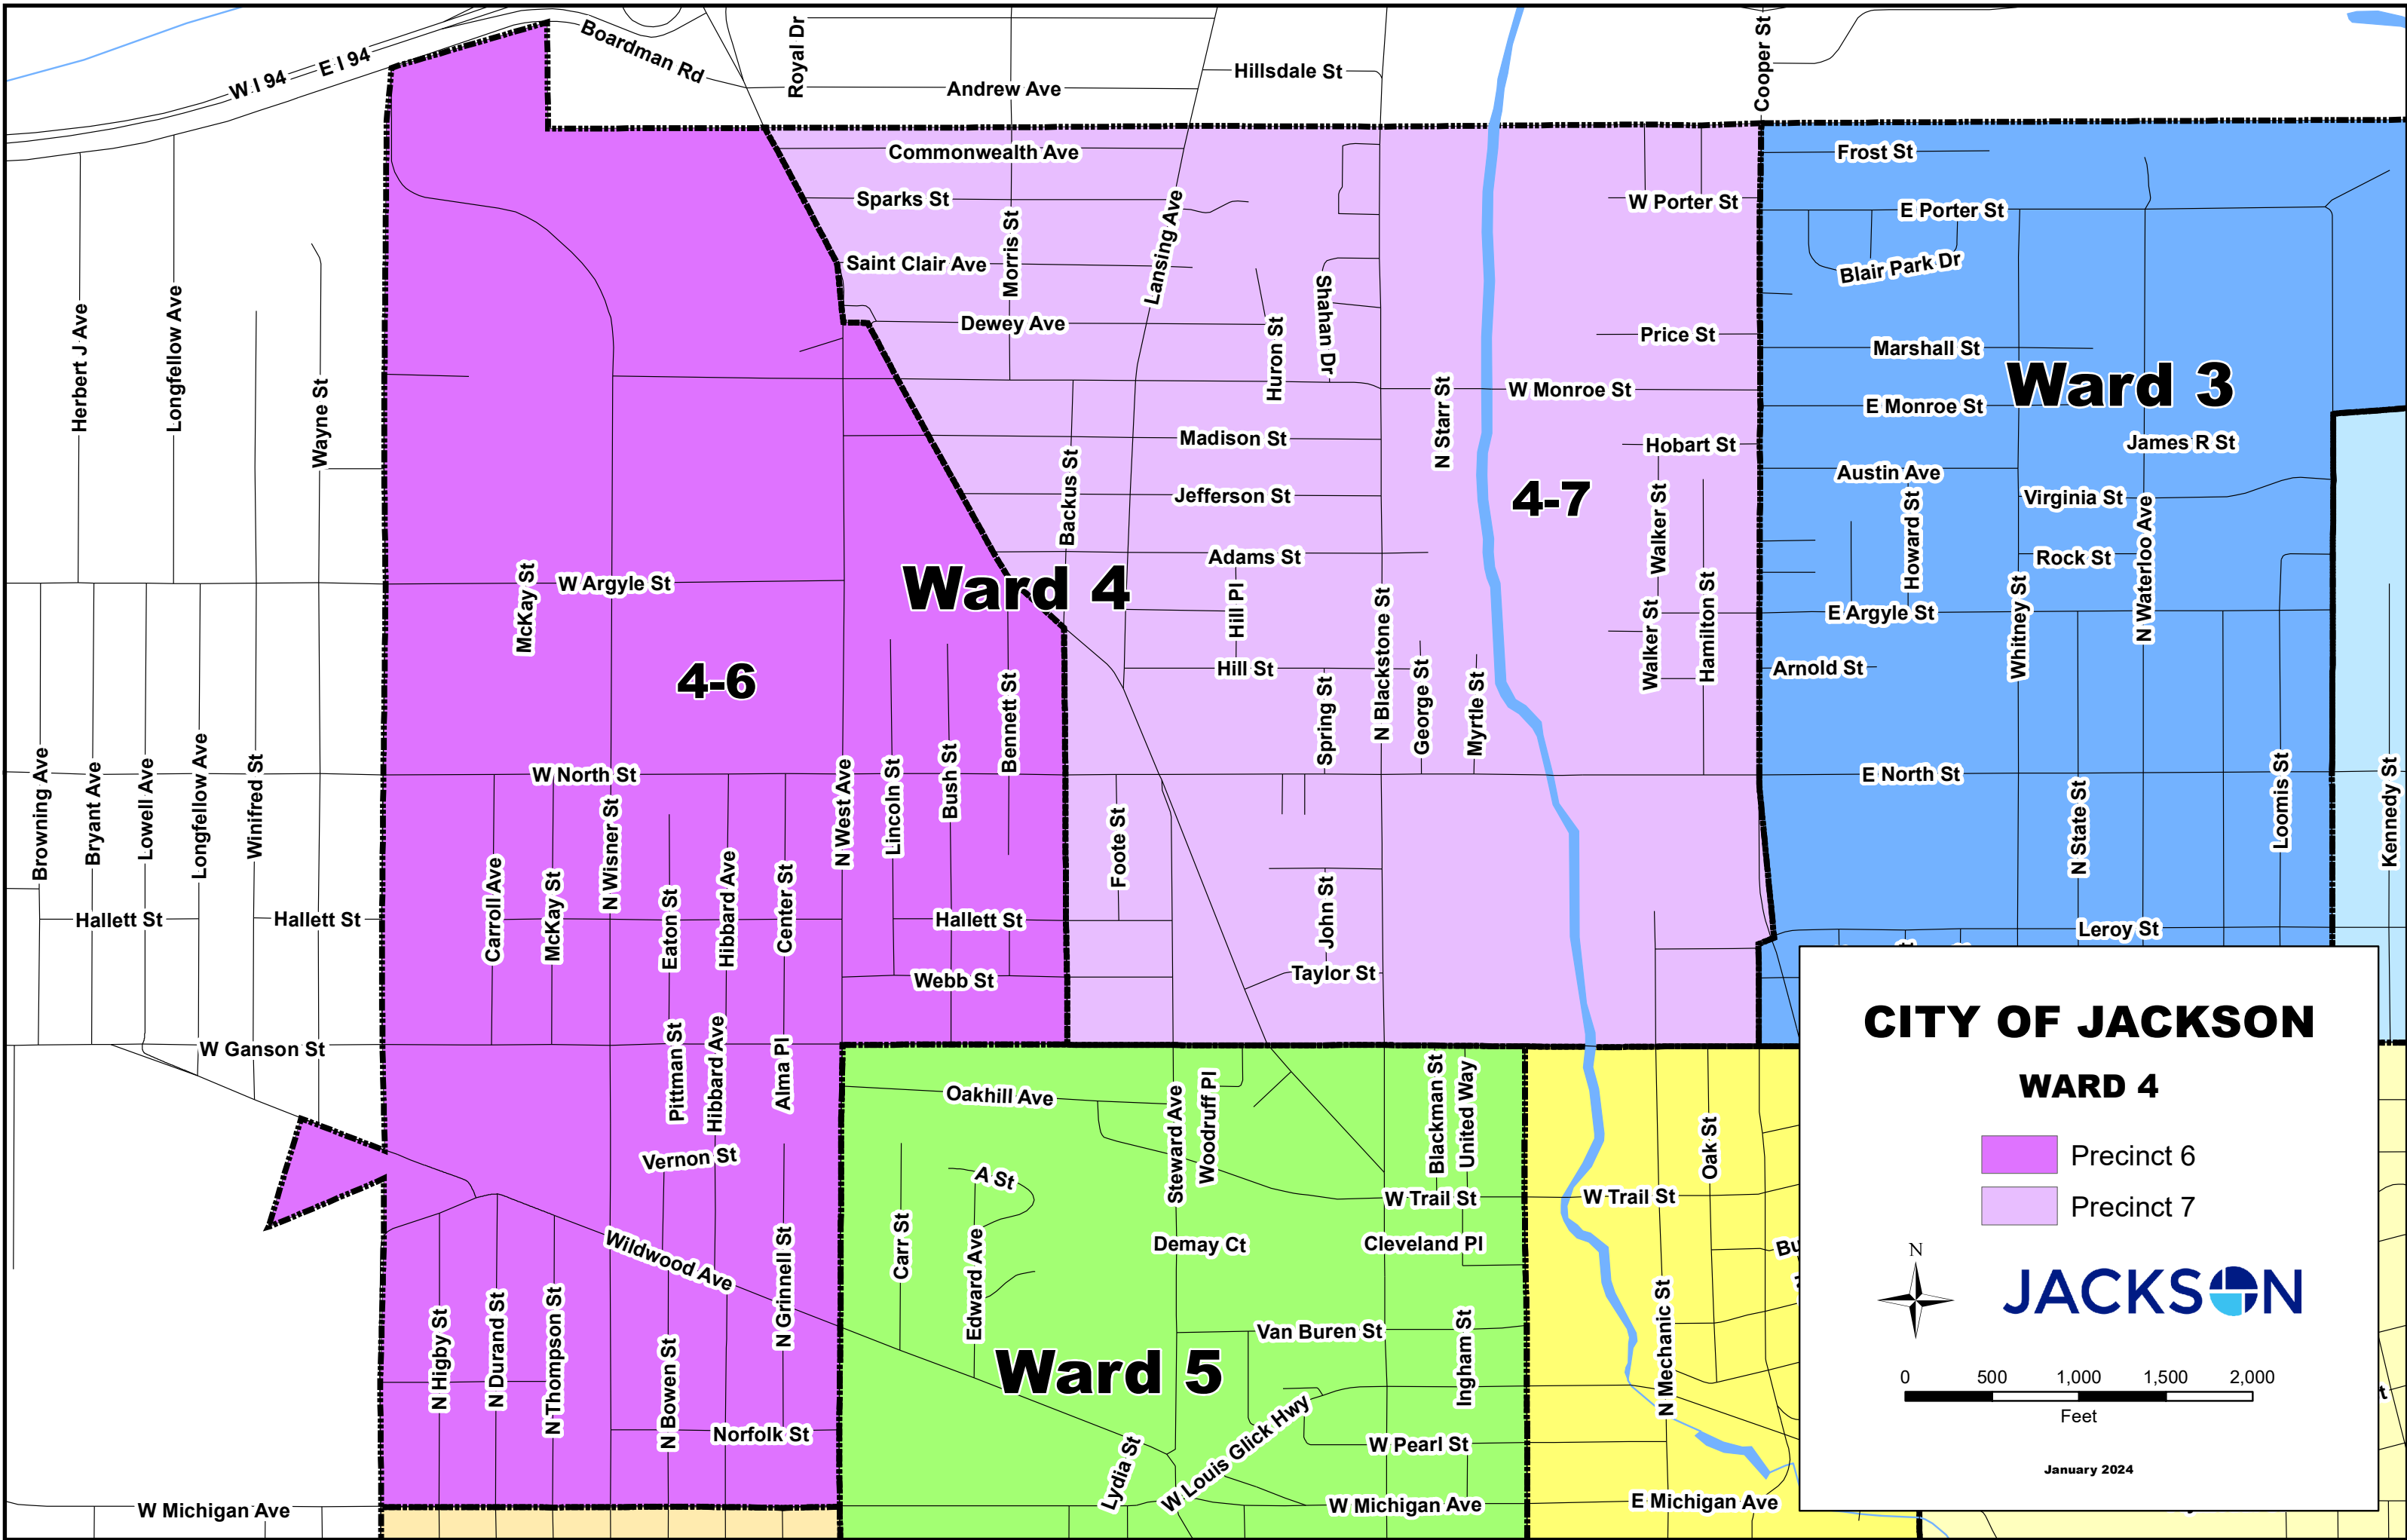 Boardman Rd
Royal Dr
Cooper St
W I 94
E I 94
Hillsdale St
Andrew Ave
Commonwealth Ave
Frost St
Sparks St
W Porter St
E Porter St
Morris St
Lansing Ave
Saint Clair Ave
Blair Park Dr
Dewey Ave
Shahan Dr
Huron St
Price St
Marshall St
Herbert J Ave
Longfellow Ave
Wayne St
Ward 3
W Monroe St
E Monroe St
N Starr St
Madison St
Hobart St
James R St
Austin Ave
Backus St
Jefferson St
4-7
Virginia St
Walker St
Howard St
N Waterloo Ave
Adams St
Rock St
McKay St
W Argyle St
Ward 4
Hill Pl
N Blackstone St
Walker St
Hamilton St
E Argyle St
Whitney St
4-6
Hill St
Arnold St
Bennett St
Spring St
George St
Myrtle St
W North St
E North St
Browning Ave
Bryant Ave
Lowell Ave
Longfellow Ave
Winifred St
N Wisner St
N West Ave
Lincoln St
Bush St
Foote St
N State St
Loomis St
Kennedy St
Carroll Ave
McKay St
Eaton St
Hibbard Ave
Center St
John St
Hallett St
Hallett St
Hallett St
Leroy St
Webb St
Taylor St
W Ganson St
Pittman St
Hibbard Ave
Alma Pl
Oakhill Ave
Steward Ave
Woodruff Pl
Blackman St
United Way
Oak St
Vernon St
A St
W Trail St
W Trail St
Wildwood Ave
N Grinnell St
Carr St
Edward Ave
Demay Ct
Cleveland Pl
Bu
N Higby St
N Durand St
N Thompson St
N Bowen St
Norfolk St
Ward 5
Van Buren St
Ingham St
N Mechanic St
Lydia St
W Louis Glick Hwy
W Pearl St
W Michigan Ave
W Michigan Ave
E Michigan Ave
CITY OF JACKSON
WARD 4
Precinct 6
Precinct 7
N
JACKSON
0 500 1,000 1,500 2,000
Feet
January 2024